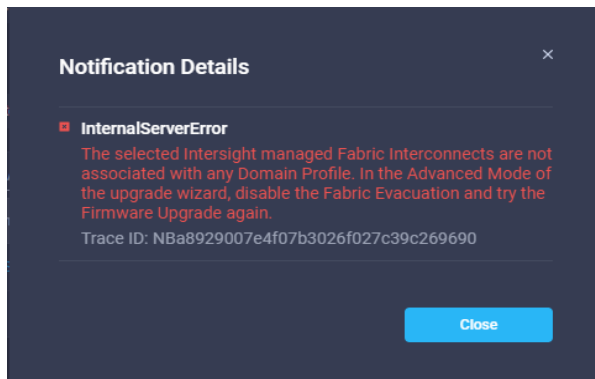 Notification Details
InternalServerError
The selected Intersight managed Fabric Interconnects are not
associated with any Domain Profile. In the Advanced Mode of
the upgrade wizard, disable the Fabric Evacuation and try the
Firmware Upgrade again.
Trace ID: NBa8929007e4f07b3026f027c39c269690
Close